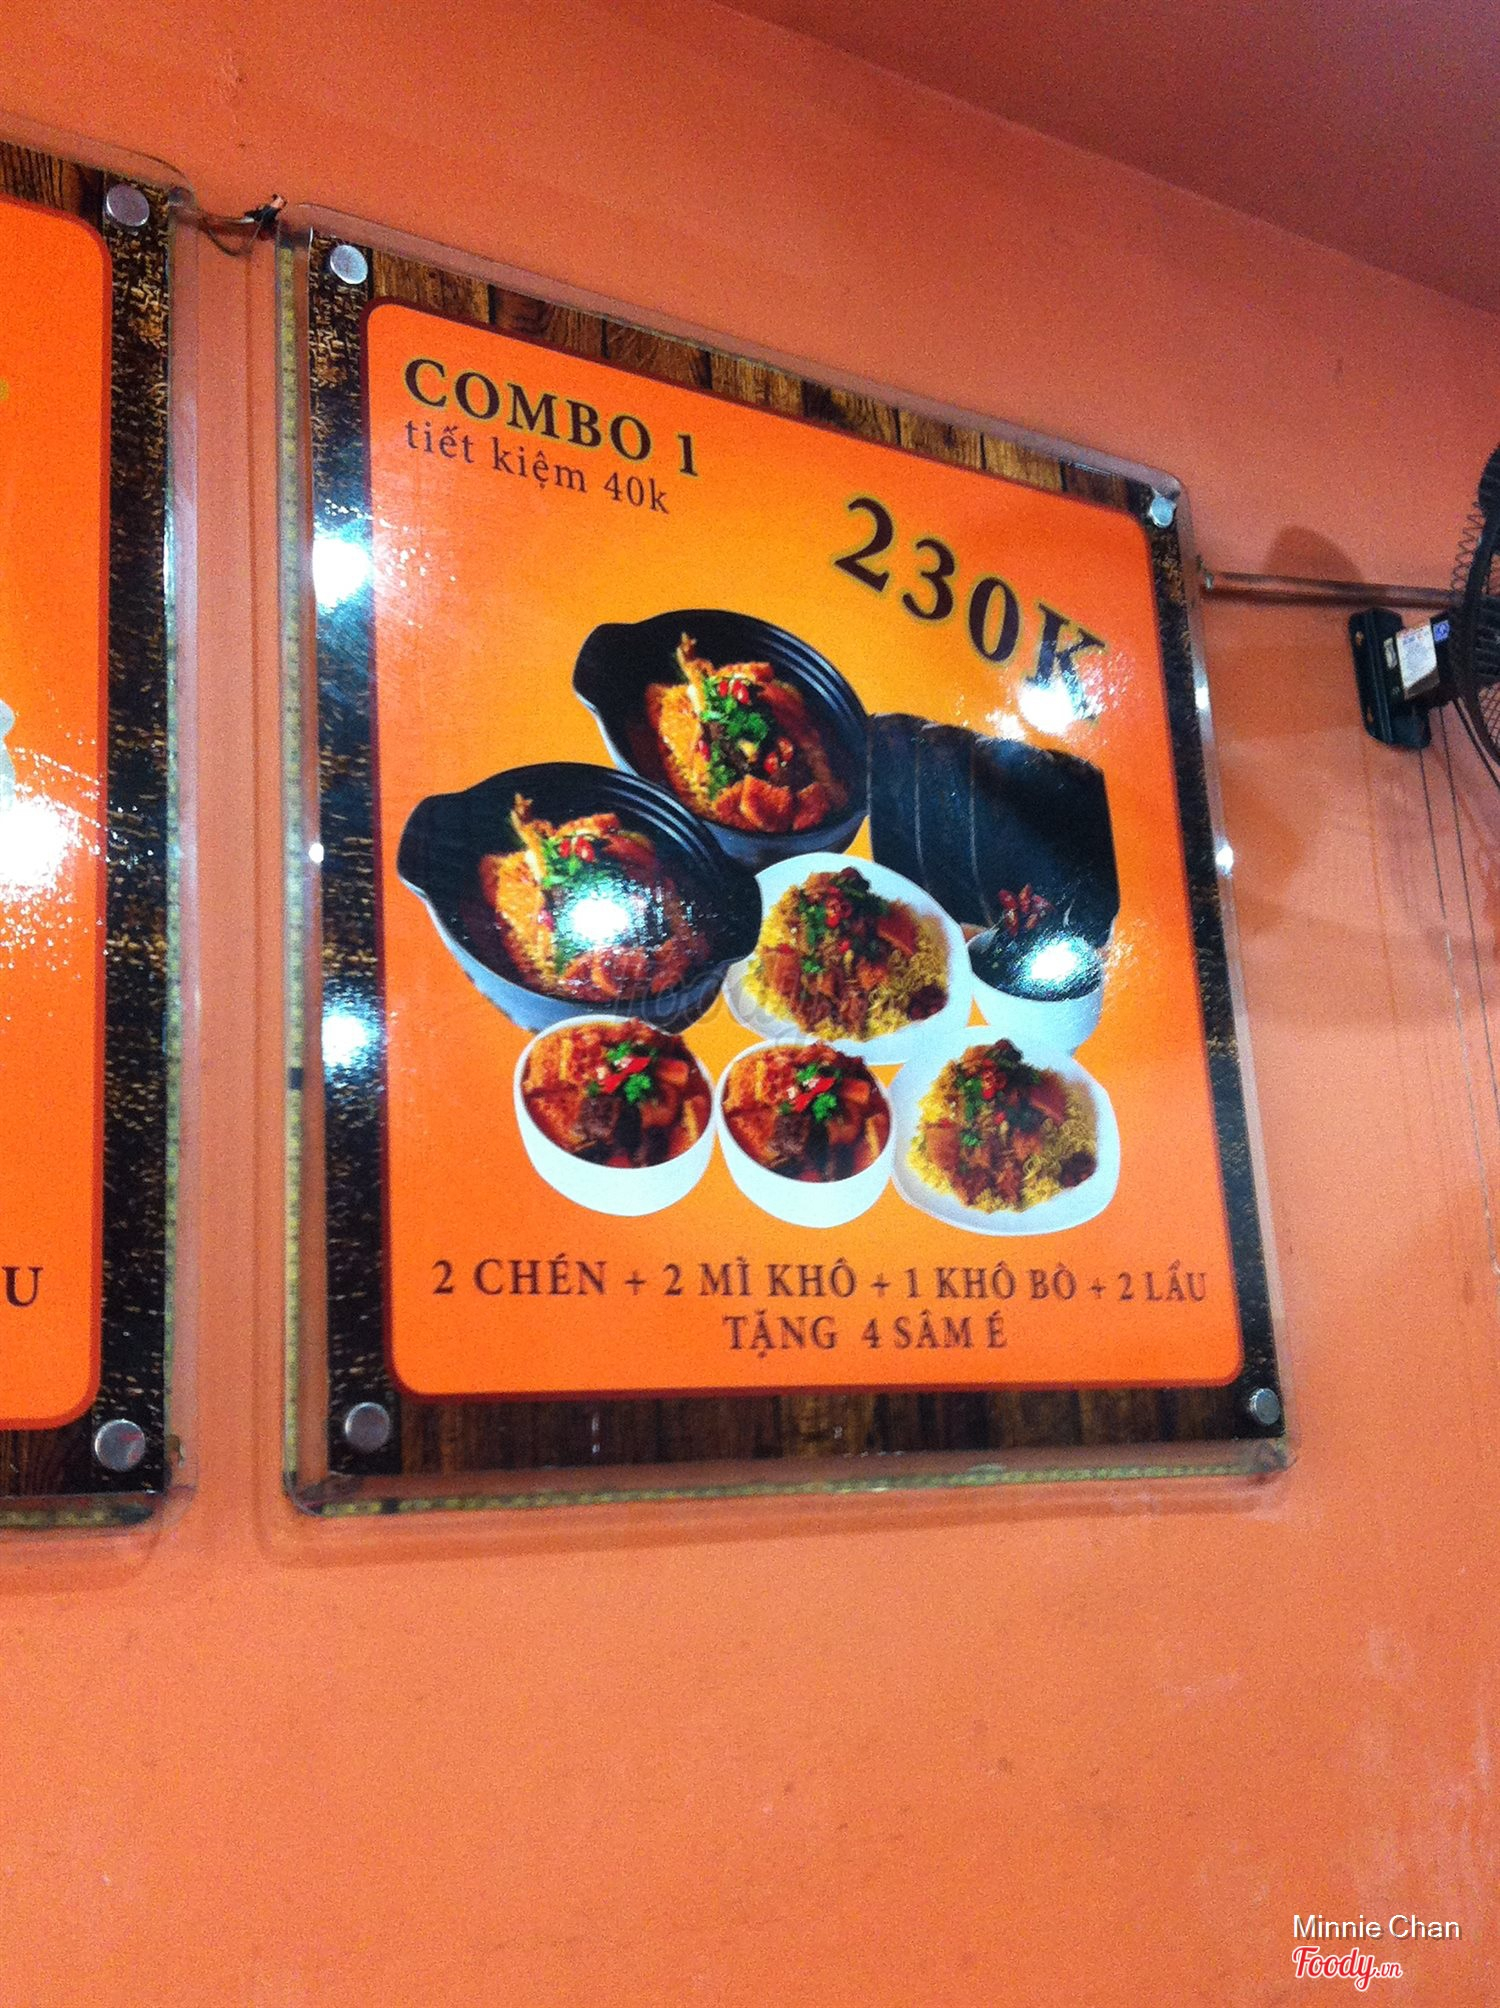 COMBO 1
tiết kiệm 40k
230K
2 CHÉN + 2 MÌ KHÔ + 1 KHÔ BÒ + 2 LẨU
TẶNG 4 SÂM É
U
Foody
Minnie Chan
Foody.vn